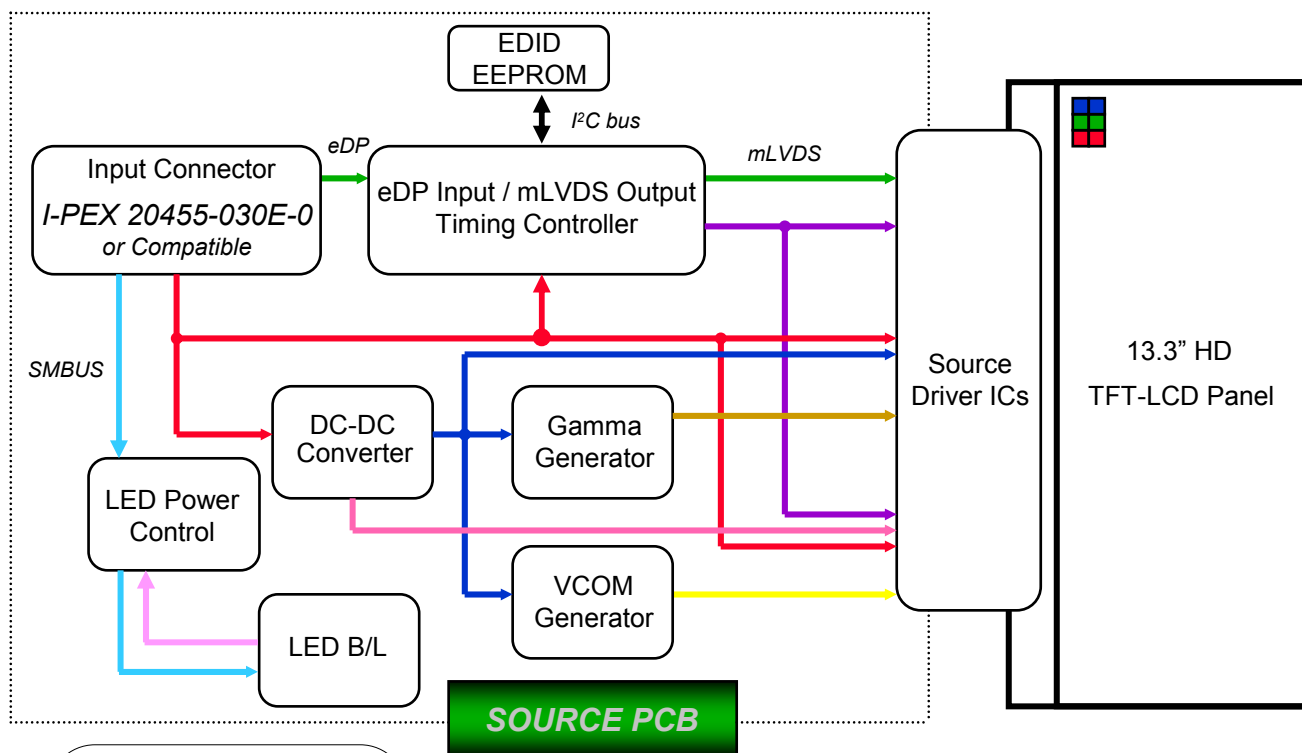 EDID
EEPROM
I²C bus
Input Connector
I-PEX 20455-030E-0
or Compatible
eDP
eDP Input / mLVDS Output
Timing Controller
mLVDS
SMBUS
DC-DC
Converter
Gamma
Generator
Source
Driver ICs
13.3” HD
TFT-LCD Panel
LED Power
Control
VCOM
Generator
LED B/L
SOURCE PCB